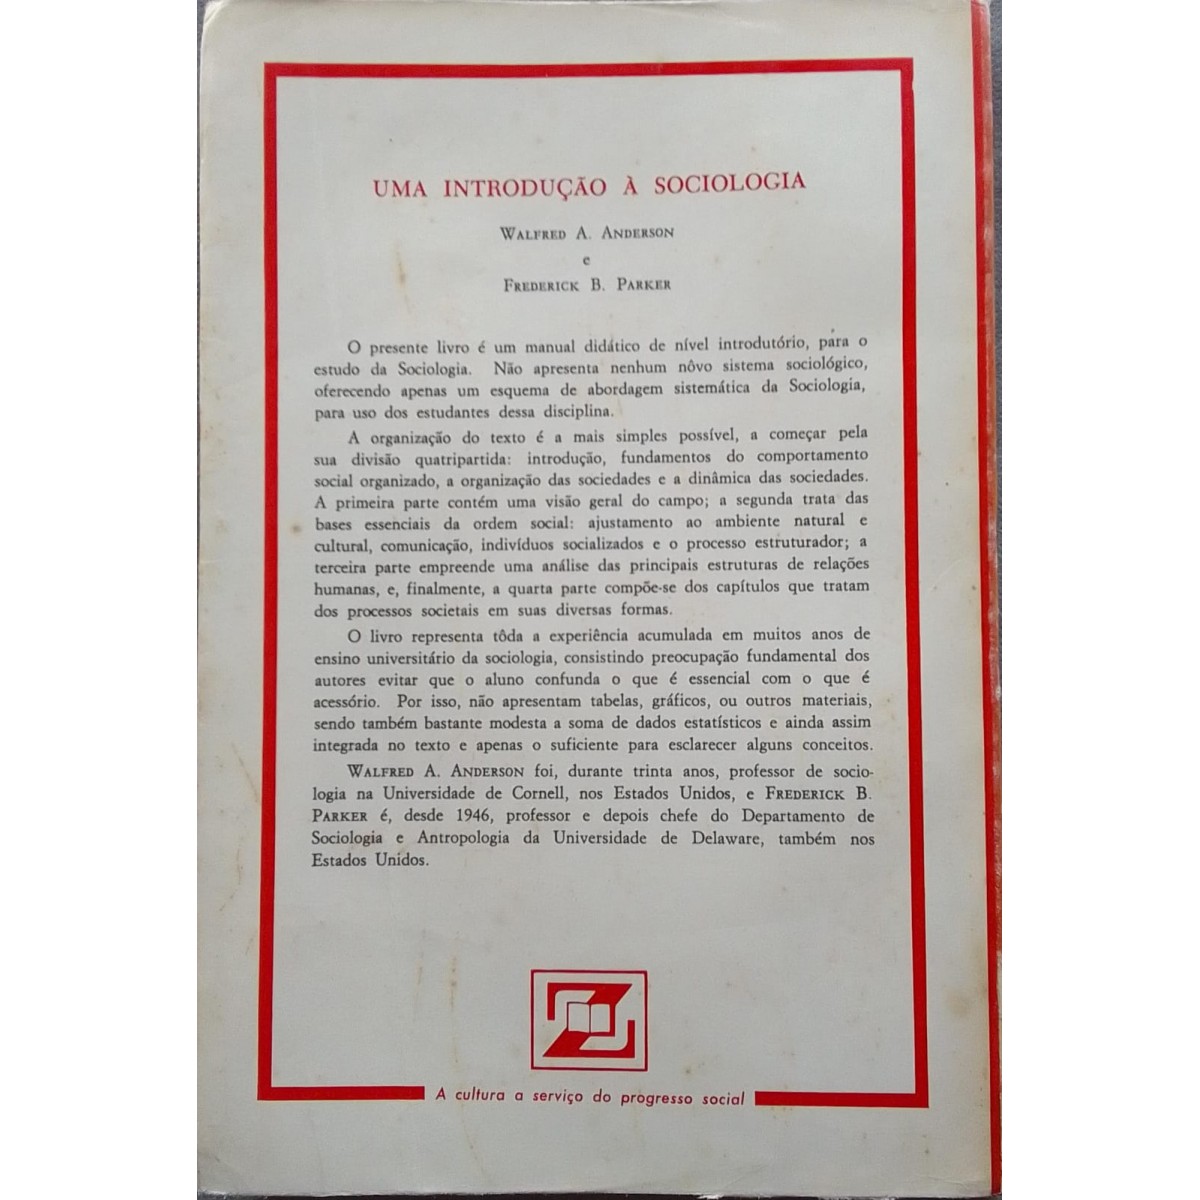 UMA INTRODUÇÃO À SOCIOLOGIA
WALFRED A. ANDERSON
e
FREDERICK B. PARKER
O presente livro é um manual didático de nível introdutório, para o
estudo da Sociologia. Não apresenta nenhum nôvo sistema sociológico,
oferecendo apenas um esquema de abordagem sistemática da Sociologia,
para uso dos estudantes dessa disciplina.
A organização do texto é a mais simples possível, a começar pela
sua divisão quatripartida: introdução, fundamentos do comportamento
social organizado, a organização das sociedades e a dinâmica das sociedades.
A primeira parte contém uma visão geral do campo; a segunda trata das
bases essenciais da ordem social: ajustamento ao ambiente natural e
cultural, comunicação, indivíduos socializados e o processo estruturador; a
terceira parte empreende uma análise das principais estruturas de relações
humanas, e, finalmente, a quarta parte compõe-se dos capítulos que tratam
dos processos societais em suas diversas formas.
O livro representa tôda a experiência acumulada em muitos anos de
ensino universitário da sociologia, consistindo preocupação fundamental dos
autores evitar que o aluno confunda o que é essencial com o que é
acessório. Por isso, não apresentam tabelas, gráficos, ou outros materiais,
sendo também bastante modesta a soma de dados estatísticos e ainda assim
integrada no texto e apenas o suficiente para esclarecer alguns conceitos.
WALFRED A. ANDERSON foi, durante trinta anos, professor de socio-
logia na Universidade de Cornell, nos Estados Unidos, e FREDERICK B.
PARKER é, desde 1946, professor e depois chefe do Departamento de
Sociologia e Antropologia da Universidade de Delaware, também nos
Estados Unidos.
A cultura a serviço do progresso social